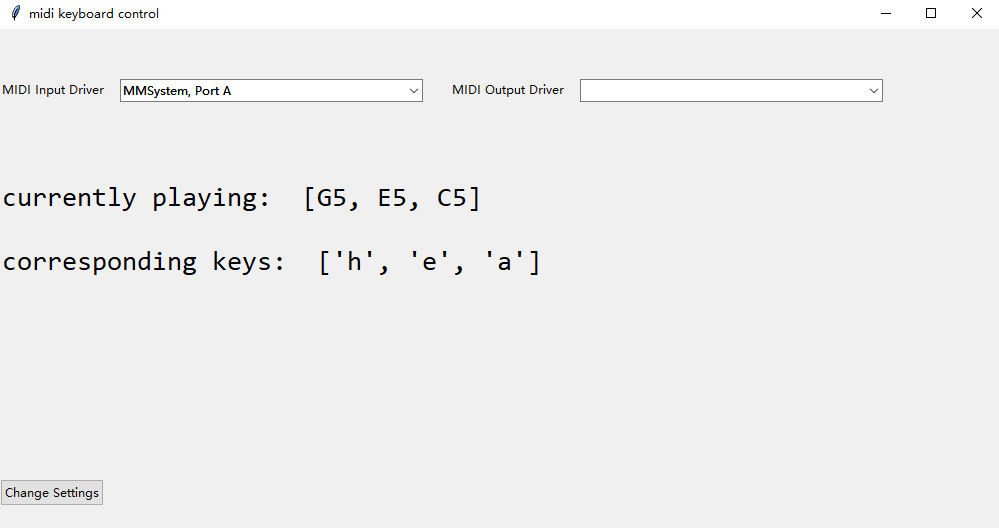 midi keyboard control
MIDI Input Driver MMSystem, Port A MIDI Output Driver
currently playing: [G5, E5, C5]
corresponding keys: ['h', 'e', 'a']
Change Settings